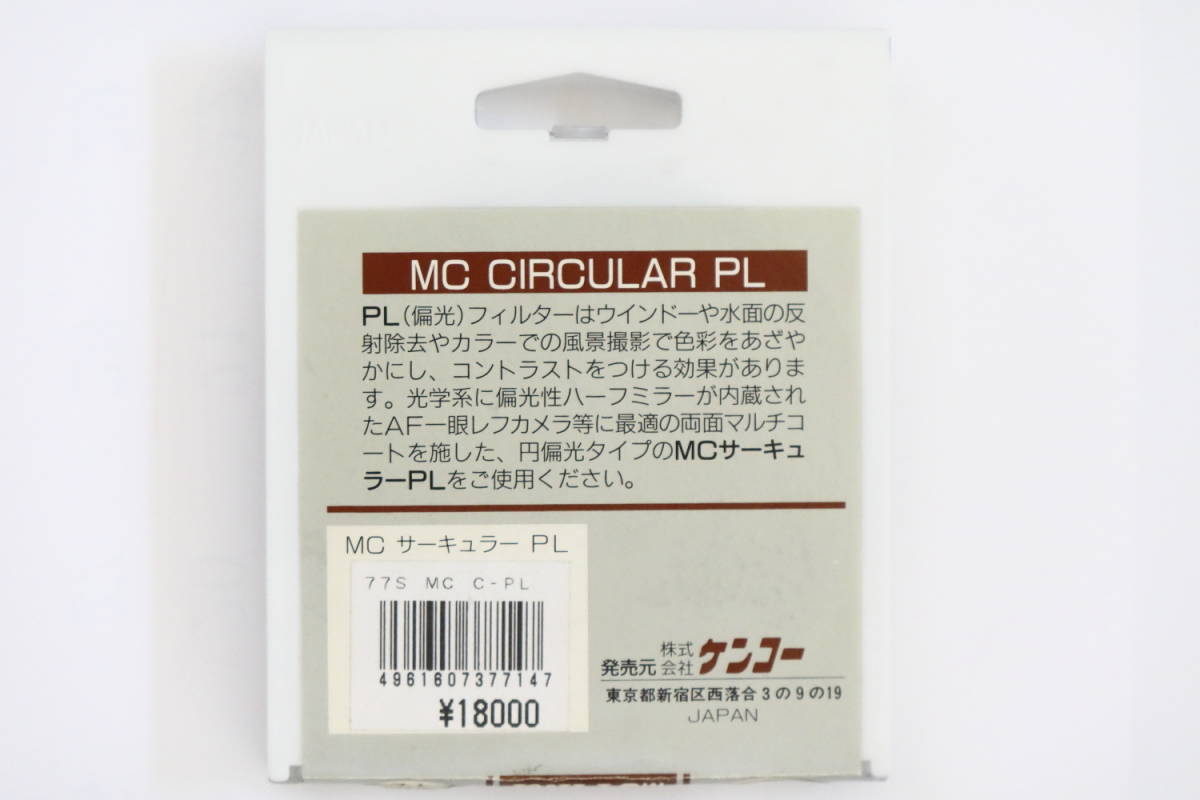 MC CIRCULAR PL
PL(偏光)フィルターはウインドーや水面の反
射除去やカラーでの風景撮影で色彩をあざや
かにし、コントラストをつける効果がありま
す。光学系に偏光性ハーフミラーが内蔵され
たAF一眼レフカメラ等に最適の両面マルチコ
ートを施した、円偏光タイプのMCサーキュ
ラーPLをご使用ください。
MC サーキュラー PL
77S MC C-PL
4961607377147
¥18000
発売元 株式会社 ケンコー
東京都新宿区西落合3の9の19
JAPAN